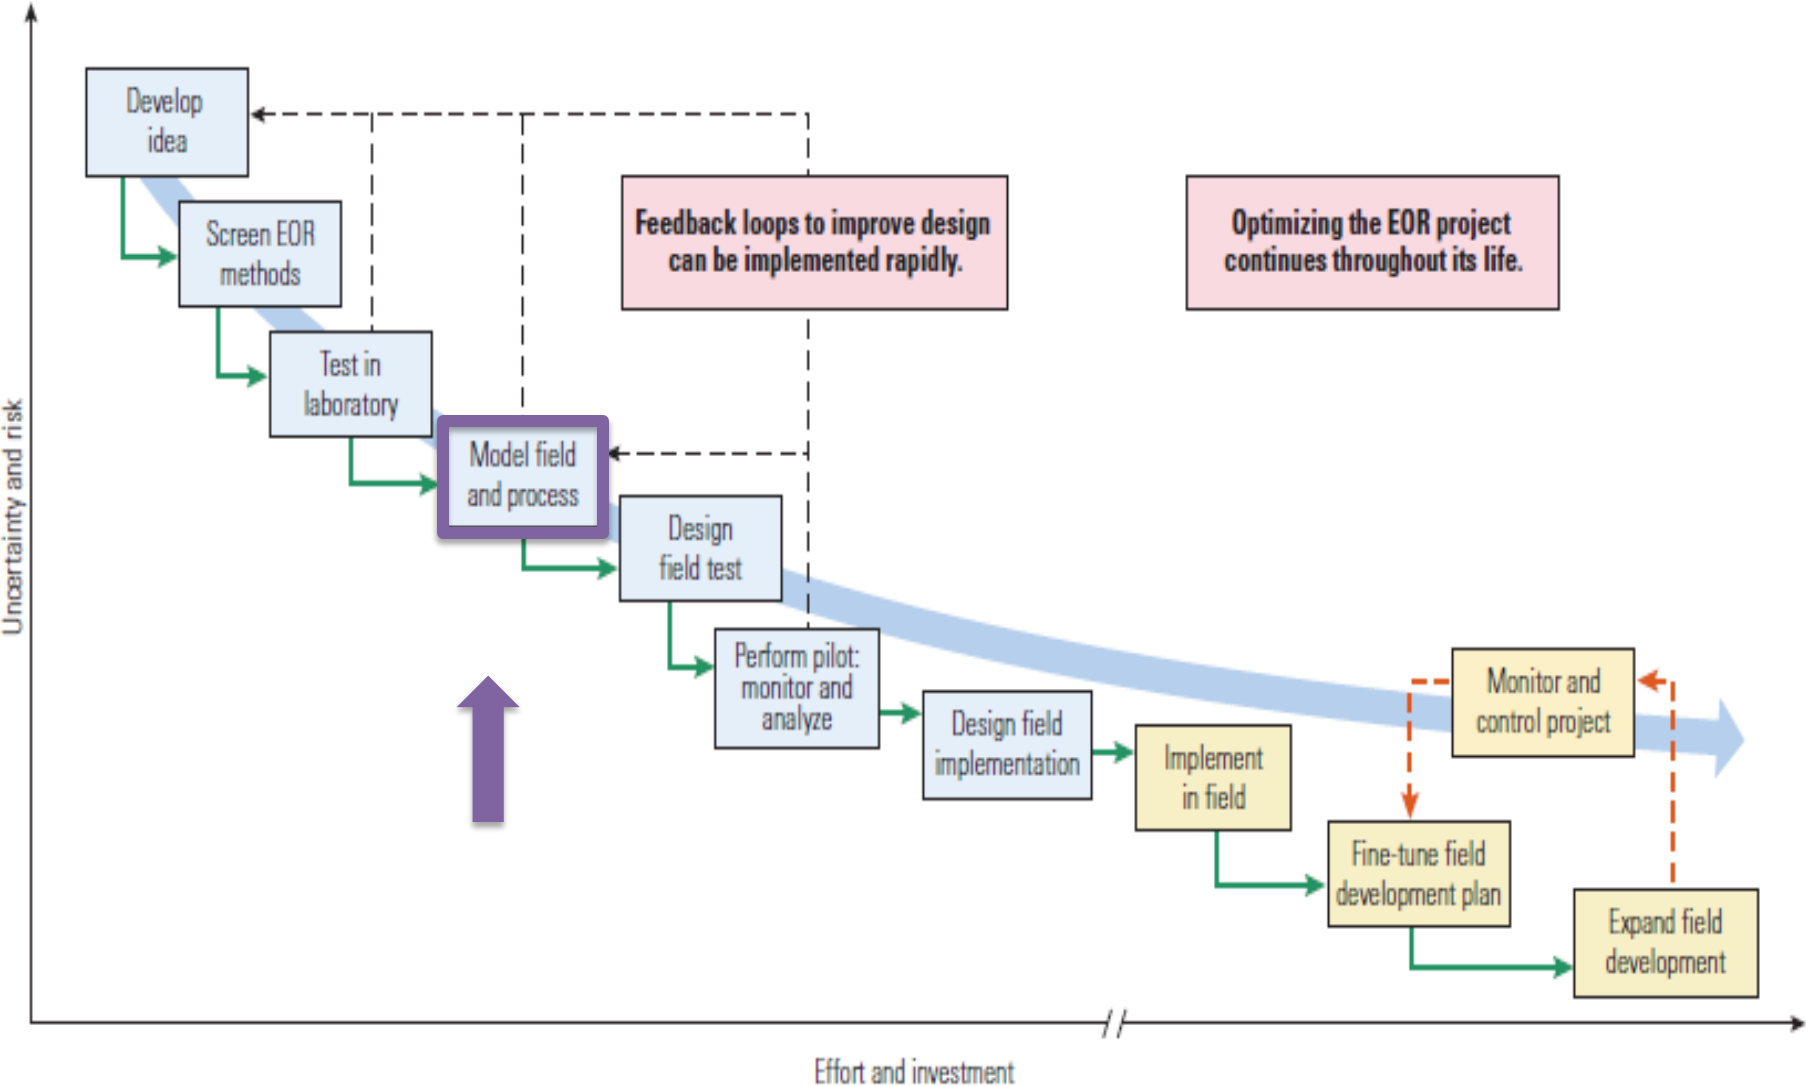 Develop
idea
Screen EOR
methods
Test in
laboratory
Model field
and process
Design
field test
Perform pilot:
monitor and
analyze
Design field
implementation
Implement
in field
Fine-tune field
development plan
Expand field
development
Monitor and
control project
Feedback loops to improve design
can be implemented rapidly.
Optimizing the EOR project
continues throughout its life.
Uncertainty and risk
Effort and investment